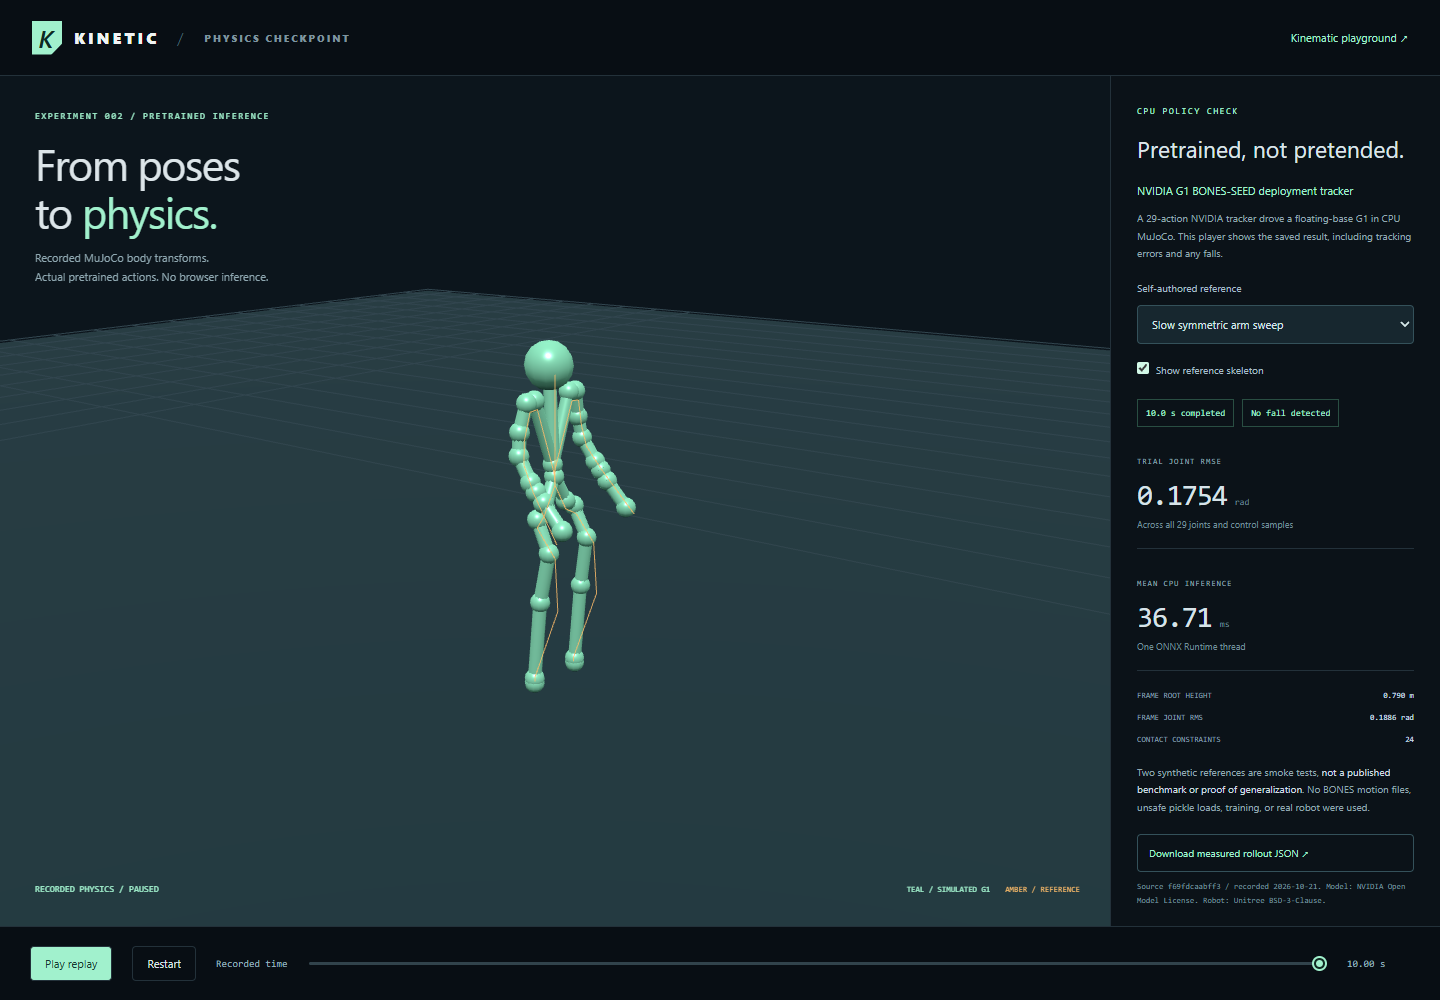 K KINETIC / PHYSICS CHECKPOINT
Kinematic playground ↗
EXPERIMENT 002 / PRETRAINED INFERENCE
From poses
to physics.
Recorded MuJoCo body transforms.
Actual pretrained actions. No browser inference.
RECORDED PHYSICS / PAUSED
TEAL / SIMULATED G1 AMBER / REFERENCE
CPU POLICY CHECK
Pretrained, not pretended.
NVIDIA G1 BONES-SEED deployment tracker
A 29-action NVIDIA tracker drove a floating-base G1 in CPU
MuJoCo. This player shows the saved result, including tracking
errors and any falls.
Self-authored reference
Slow symmetric arm sweep
Show reference skeleton
10.0 s completed No fall detected
TRIAL JOINT RMSE
0.1754 rad
Across all 29 joints and control samples
MEAN CPU INFERENCE
36.71 ms
One ONNX Runtime thread
FRAME ROOT HEIGHT 0.790 m
FRAME JOINT RMS 0.1886 rad
CONTACT CONSTRAINTS 24
Two synthetic references are smoke tests, not a published
benchmark or proof of generalization. No BONES motion files,
unsafe pickle loads, training, or real robot were used.
Download measured rollout JSON ↗
Source f69fdcaabff3 / recorded 2026-10-21. Model: NVIDIA Open
Model License. Robot: Unitree BSD-3-Clause.
Play replay Restart Recorded time 10.00 s